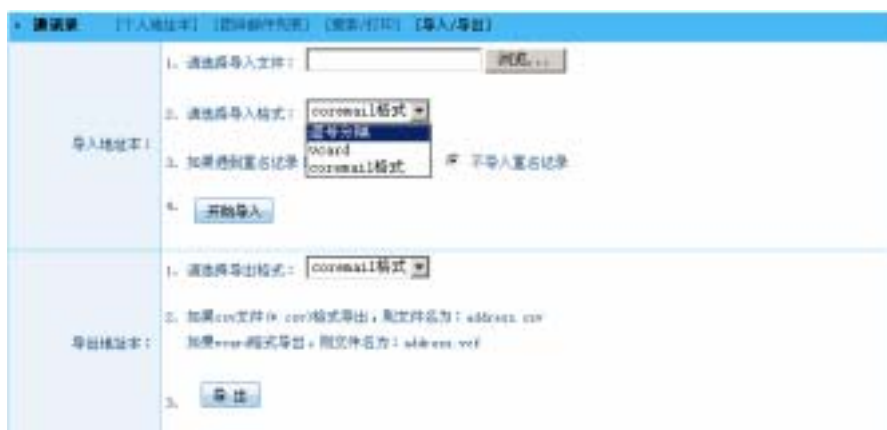 通讯录 [个人地址本] [团体邮件列表] [搜索/打印] [导入/导出]
导入地址本:
1. 请选择导入文件: 浏览...
2. 请选择导入格式: coremail格式
逗号分隔
vcard
coremail格式
3. 如果遇到重名记录 不导入重名记录
4. 开始导入
导出地址本:
1. 请选择导出格式: coremail格式
2. 如果csv文件(*.csv)格式导出,则文件名为:address.csv
如果vcard格式导出,则文件名为:address.vcf
3. 导 出